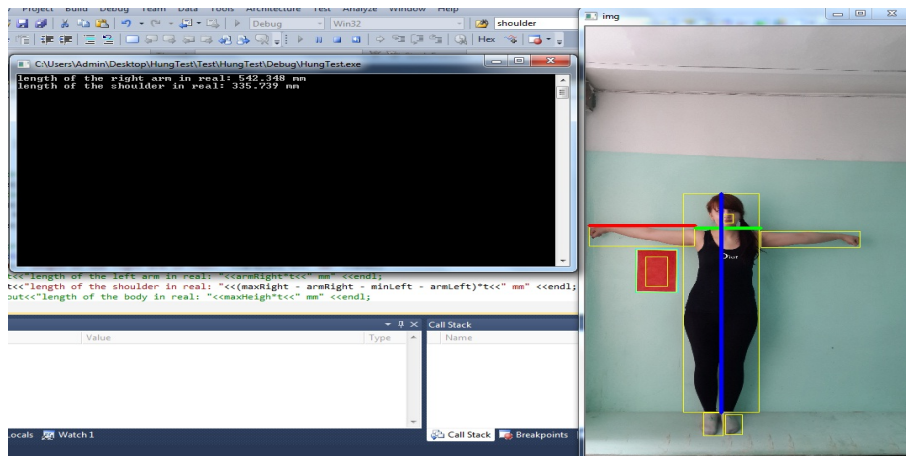 Project Build Debug Team Data Tools Architecture Test Analyze Window Help
Debug Win32 shoulder
Hex
C:\Users\Admin\Desktop\HungTest\Test\HungTest\Debug\HungTest.exe
length of the right arm in real: 542.348 mm
length of the shoulder in real: 335.739 mm
t<<"length of the left arm in real: "<<armRight*t<<" mm" <<endl;
t<<"length of the shoulder in real: "<<(maxRight - armRight - minLeft - armLeft)*t<<" mm" <<endl;
out<<"length of the body in real: "<<maxHeigh*t<<" mm" <<endl;
Value Type
Call Stack
Name
Locals Watch 1
Call Stack Breakpoints
img
Dior